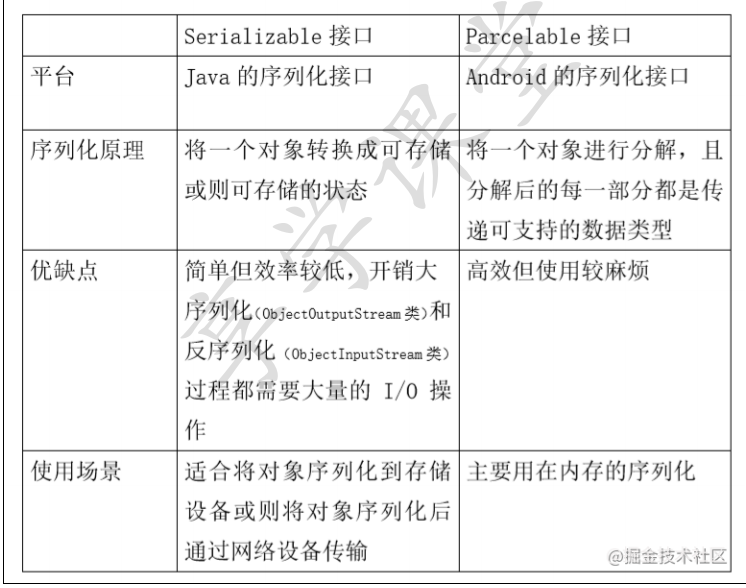 Serializable 接口 Parcelable 接口
平台 Java 的序列化接口 Android 的序列化接口
序列化原理 将一个对象转换成可存储 将一个对象进行分解，且
或则可存储的状态 分解后的每一部分都是传
递可支持的数据类型
优缺点 简单但效率较低，开销大 高效但使用较麻烦
序列化(ObjectOutputStream 类)和
反序列化 (ObjectInputStream 类)
过程都需要大量的 I/O 操
作
使用场景 适合将对象序列化到存储 主要用在内存的序列化
设备或则将对象序列化后
通过网络设备传输
享学课堂
@掘金技术社区